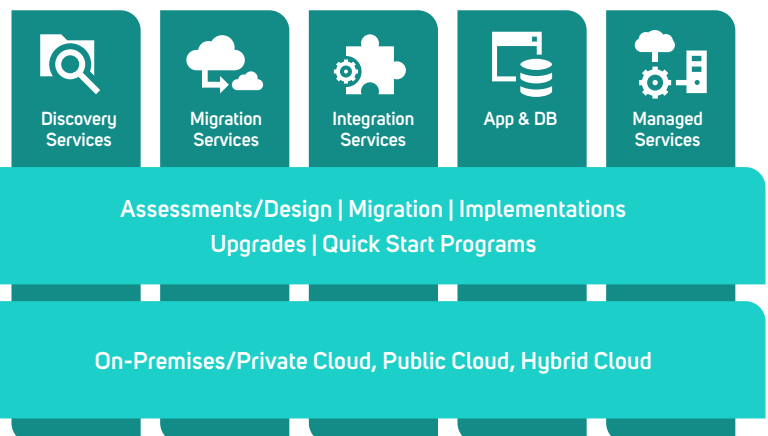 Discovery
Services
Migration
Services
Integration
Services
App & DB
Managed
Services
Assessments/Design | Migration | Implementations
Upgrades | Quick Start Programs
On-Premises/Private Cloud, Public Cloud, Hybrid Cloud